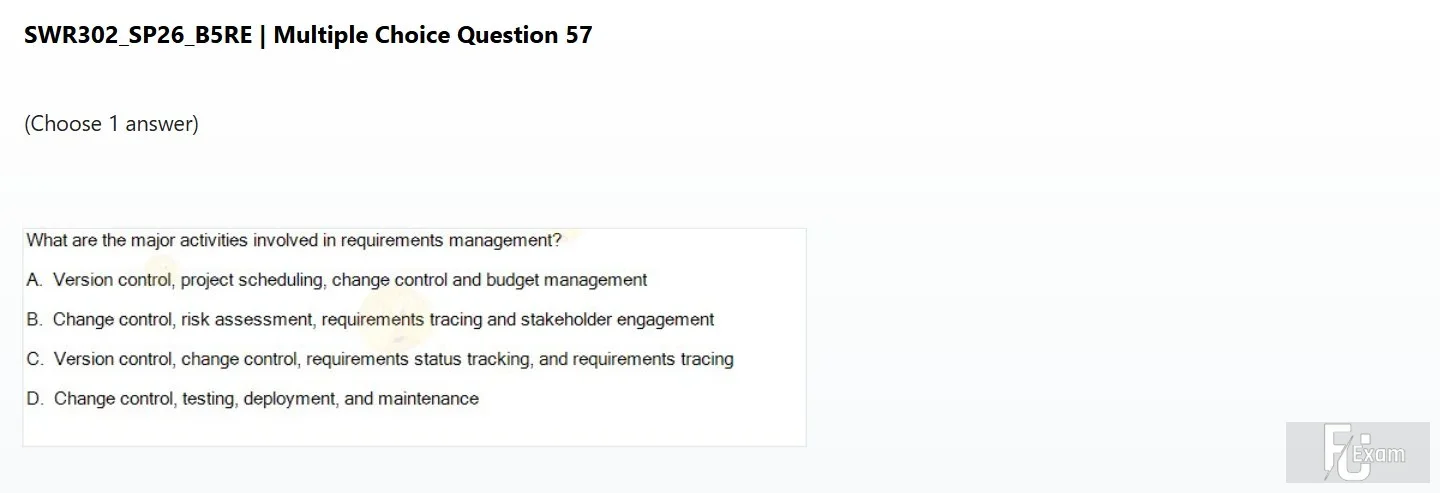 SWR302_SP26_B5RE | Multiple Choice Question 57
(Choose 1 answer)
What are the major activities involved in requirements management?
A. Version control, project scheduling, change control and budget management
B. Change control, risk assessment, requirements tracing and stakeholder engagement
C. Version control, change control, requirements status tracking, and requirements tracing
D. Change control, testing, deployment, and maintenance
Exam